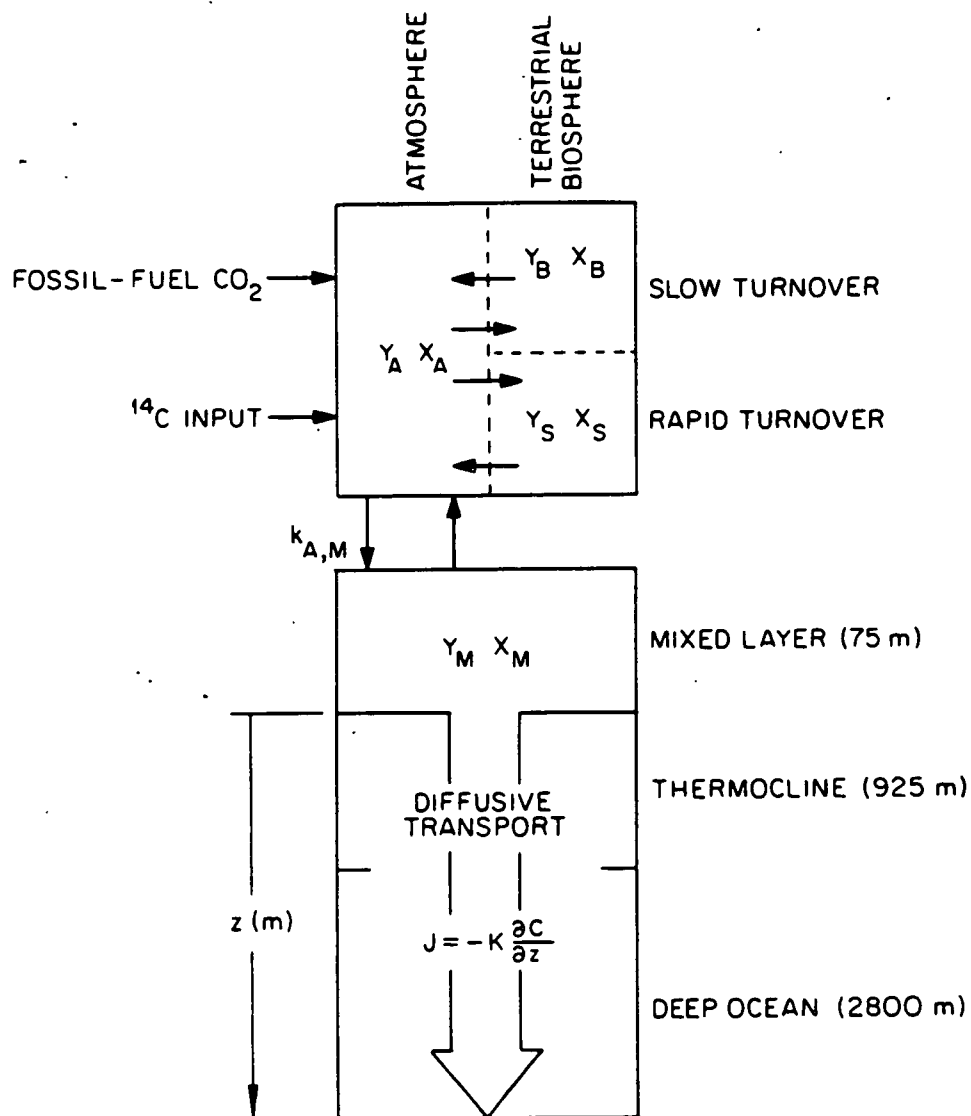 ATMOSPHERE
TERRESTRIAL
BIOSPHERE
FOSSIL-FUEL CO₂
Y_B X_B
SLOW TURNOVER
Y_A X_A
¹⁴C INPUT
Y_S X_S
RAPID TURNOVER
k_A,M
Y_M X_M
MIXED LAYER (75 m)
DIFFUSIVE
TRANSPORT
THERMOCLINE (925 m)
z (m)
J = -K ∂C/∂z
DEEP OCEAN (2800 m)